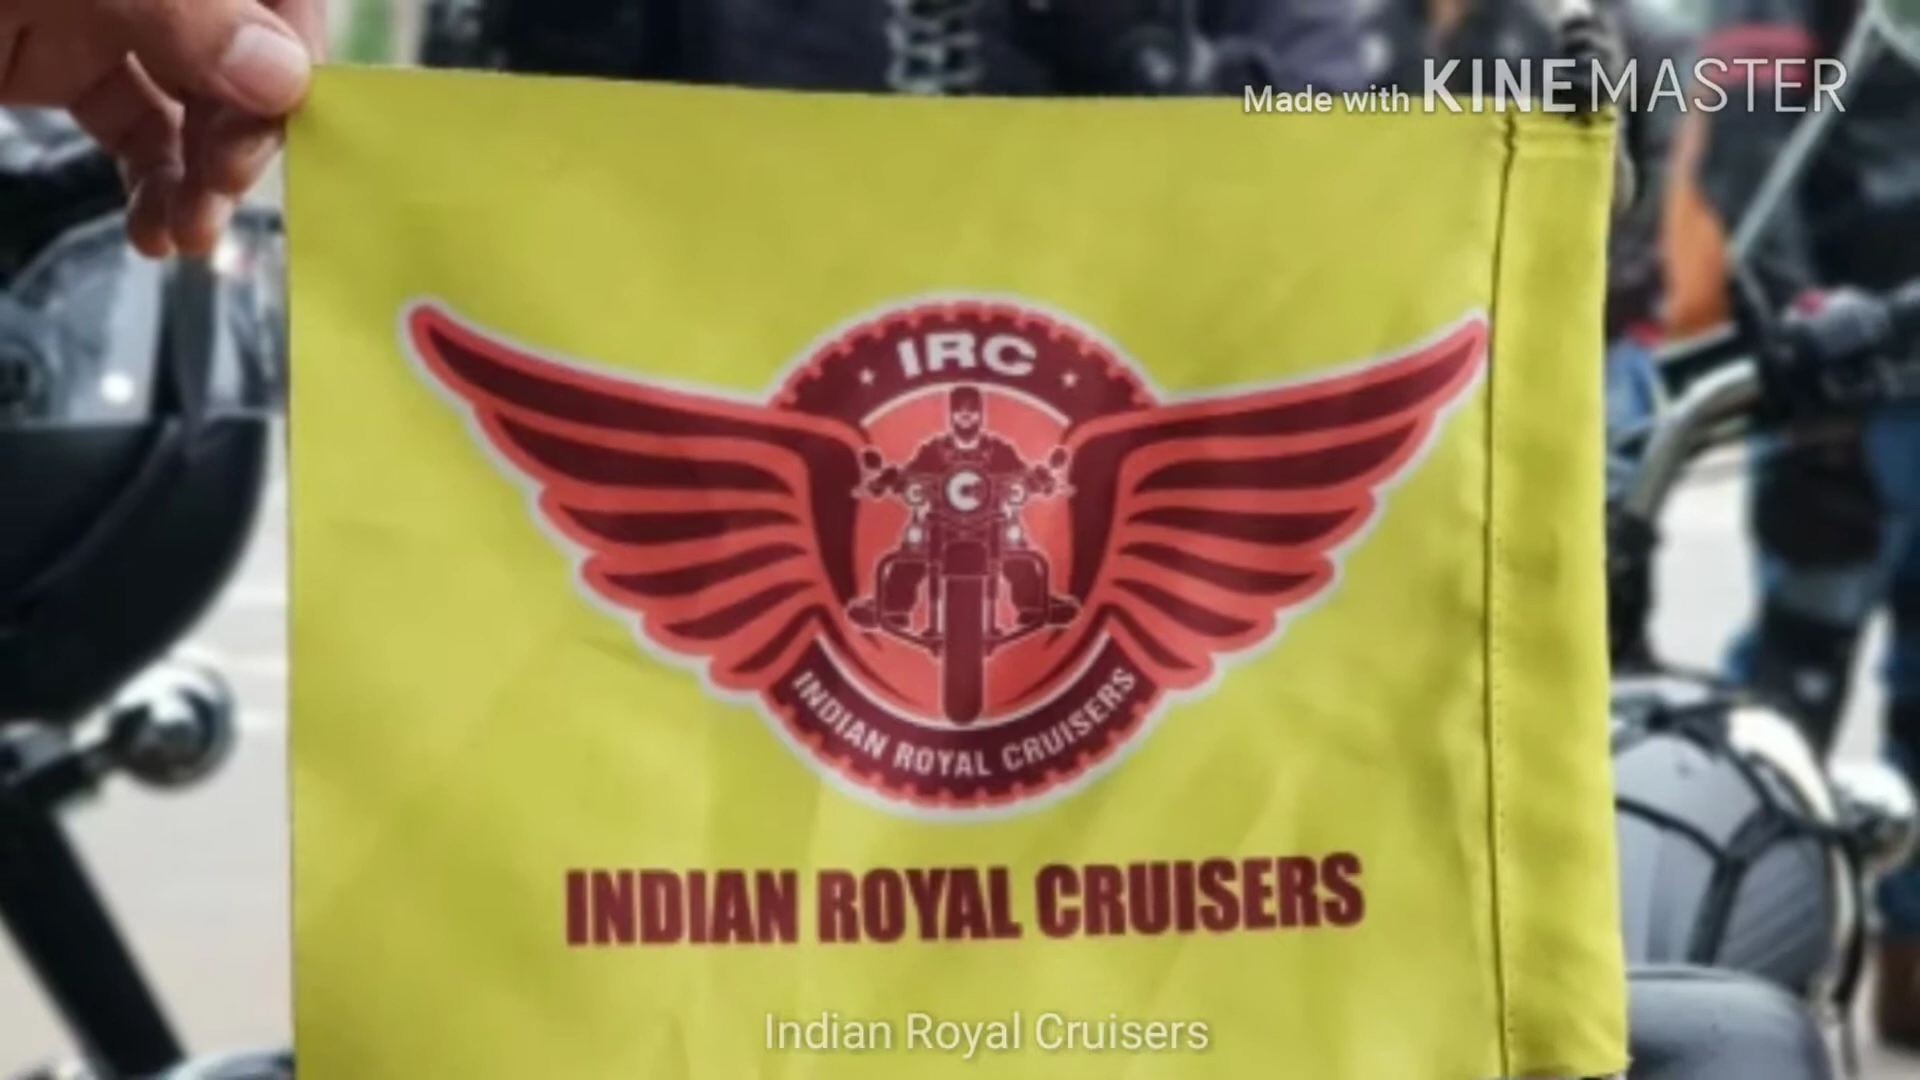 Made with KINEMASTER
IRC
C
INDIAN ROYAL CRUISERS
INDIAN ROYAL CRUISERS
Indian Royal Cruisers